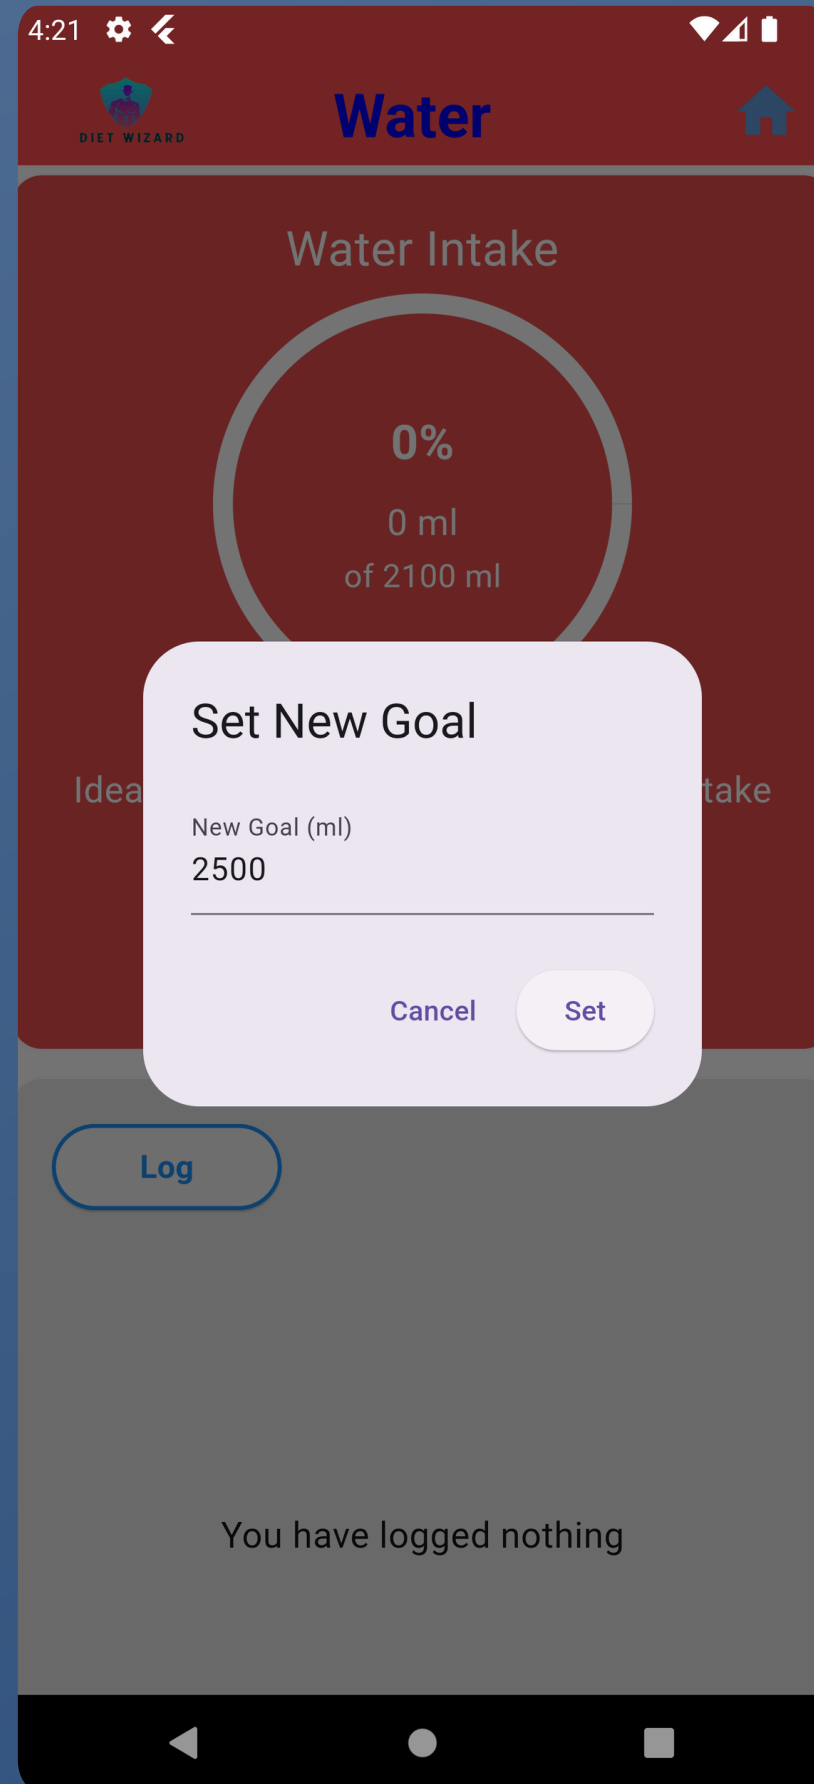 4:21
DIET WIZARD
Water
Water Intake
0%
0 ml
of 2100 ml
Set New Goal
Idea
take
New Goal (ml)
2500
Cancel
Set
Log
You have logged nothing